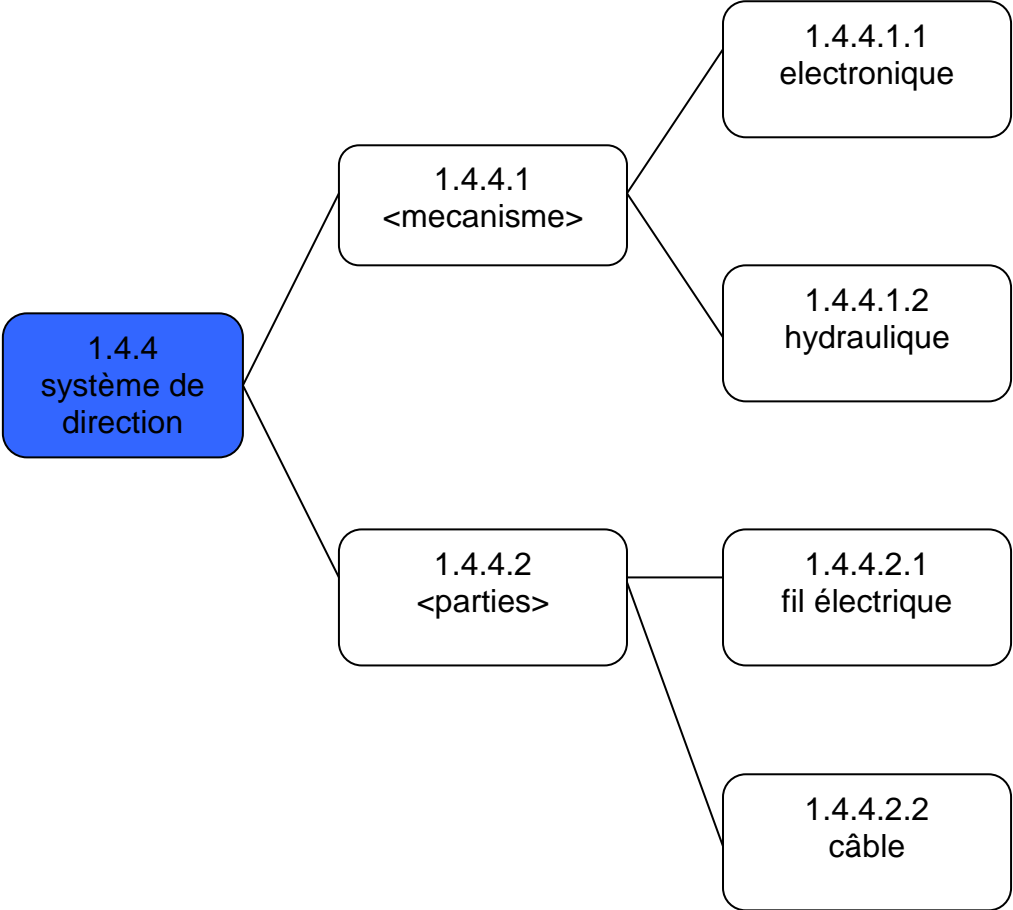 1.4.4
système de
direction
1.4.4.1
<mecanisme>
1.4.4.1.1
electronique
1.4.4.1.2
hydraulique
1.4.4.2
<parties>
1.4.4.2.1
fil électrique
1.4.4.2.2
câble